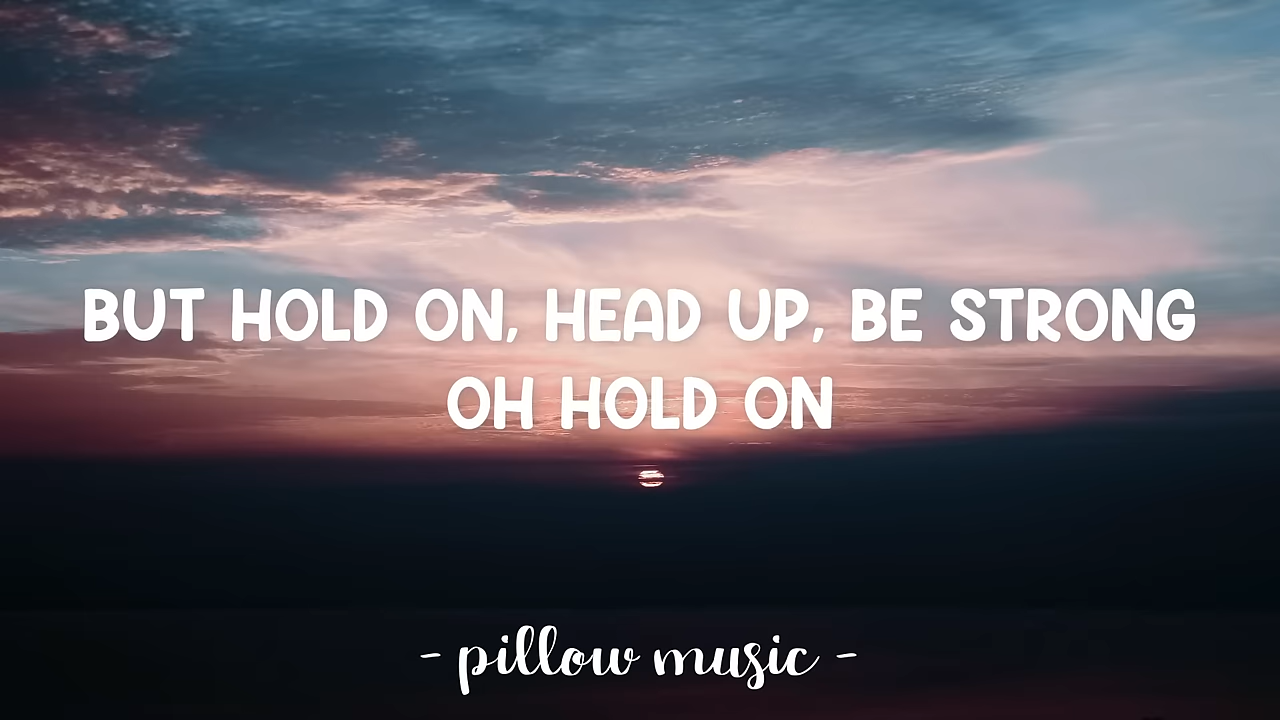 BUT HOLD ON, HEAD UP, BE STRONG
OH HOLD ON
- pillow music -